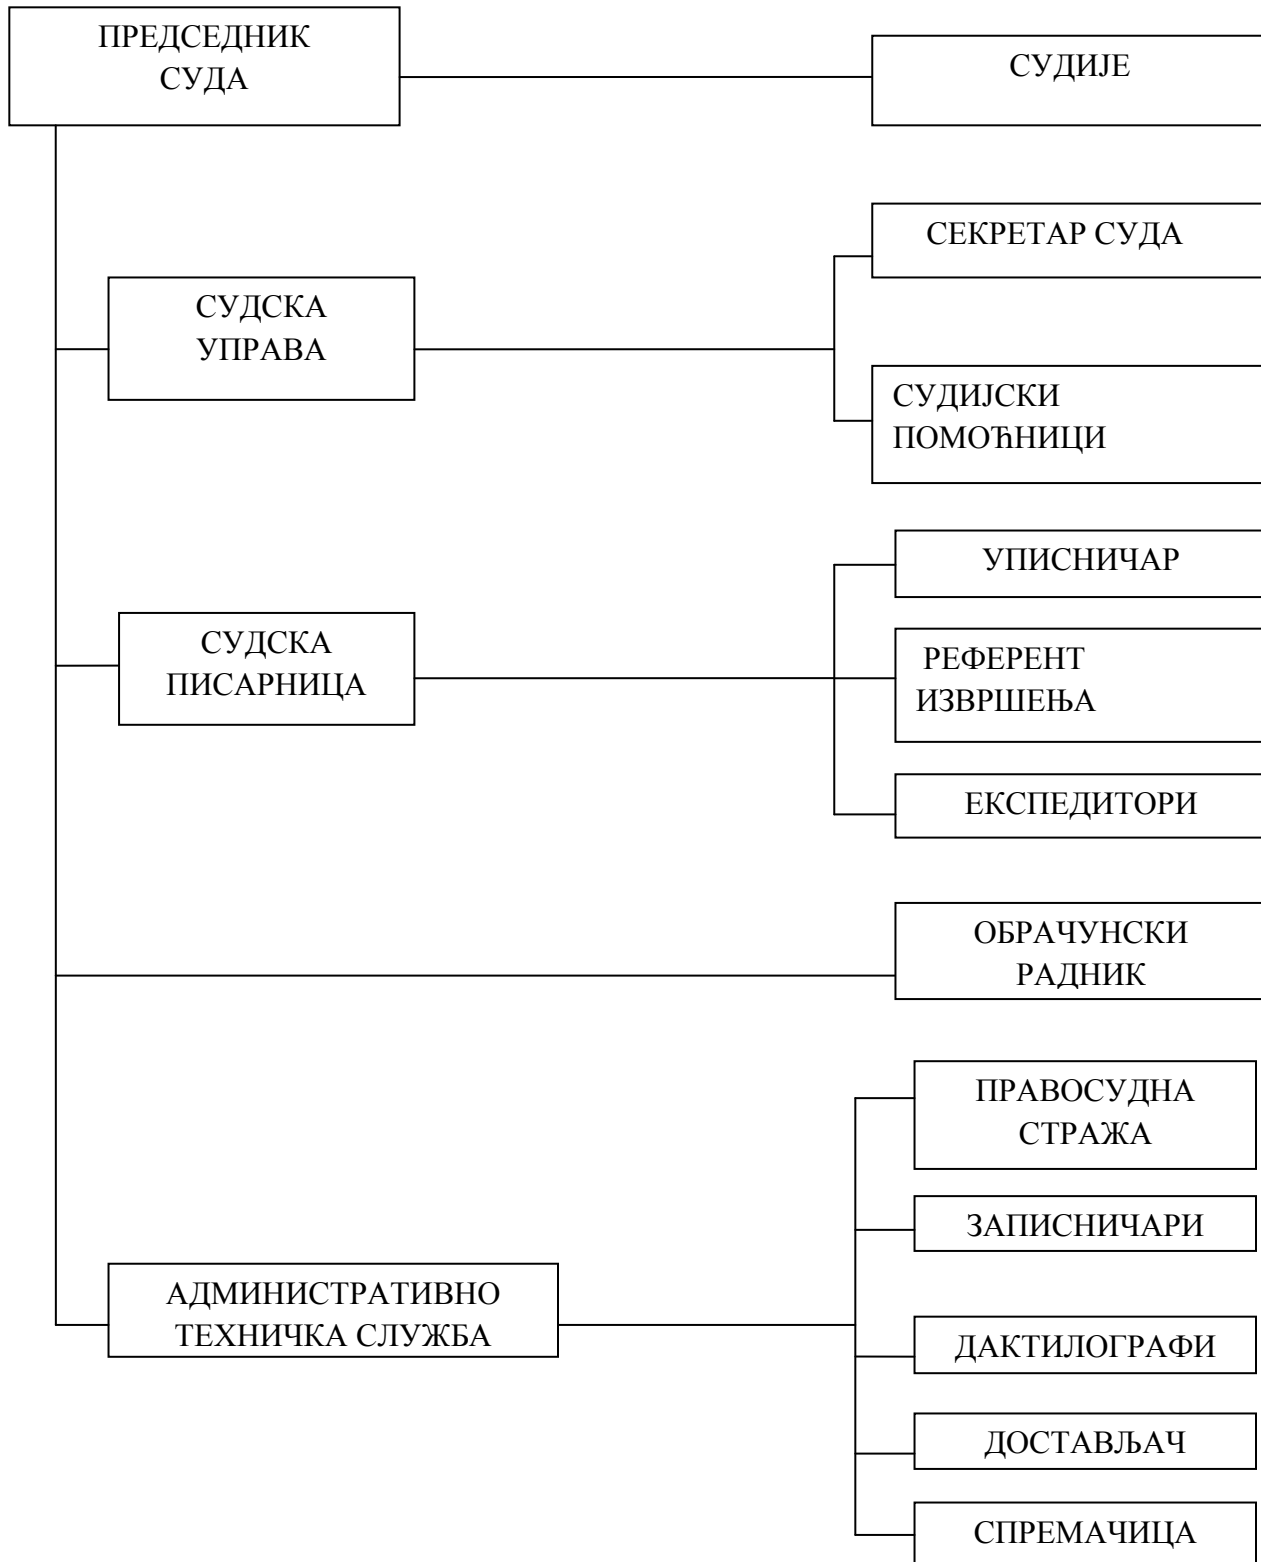 ПРЕДСЕДНИК
СУДА
СУДИЈЕ
СЕКРЕТАР СУДА
СУДСКА
УПРАВА
СУДИЈСКИ
ПОМОЋНИЦИ
УПИСНИЧАР
СУДСКА
ПИСАРНИЦА
РЕФЕРЕНТ
ИЗВРШЕЊА
ЕКСПЕДИТОРИ
ОБРАЧУНСКИ
РАДНИК
ПРАВОСУДНА
СТРАЖА
ЗАПИСНИЧАРИ
АДМИНИСТРАТИВНО
ТЕХНИЧКА СЛУЖБА
ДАКТИЛОГРАФИ
ДОСТАВЉАЧ
СПРЕМАЧИЦА